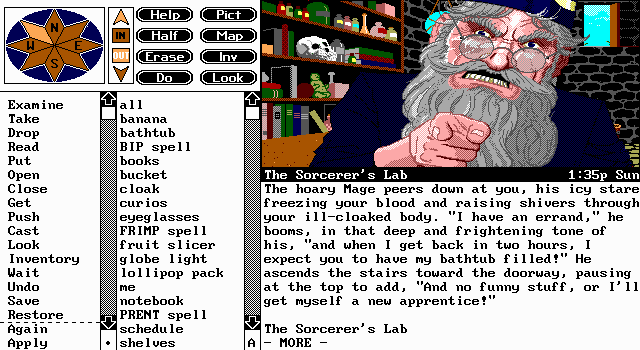 N
W E
S
IN
OUT
Help Pict
Half Map
Erase Inv
Do Look
Examine
Take
Drop
Read
Put
Open
Close
Get
Push
Cast
Look
Inventory
Wait
Undo
Save
Restore
Again
Apply
all
banana
bathtub
BIP spell
books
bucket
cloak
curios
eyeglasses
FRIMP spell
fruit slicer
globe light
lollipop pack
me
notebook
PRENT spell
schedule
shelves
A
The Sorcerer's Lab 1:35p Sun
The hoary Mage peers down at you, his icy stare
freezing your blood and raising shivers through
your ill-cloaked body. "I have an errand," he
booms, in that deep and frightening tone of
his, "and when I get back in two hours, I
expect you to have my bathtub filled!" He
ascends the stairs toward the doorway, pausing
at the top to add, "And no funny stuff, or I'll
get myself a new apprentice!"
The Sorcerer's Lab
- MORE -